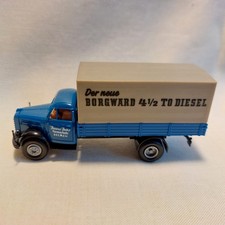 Der neue
BORGWARD 4½ TO DIESEL